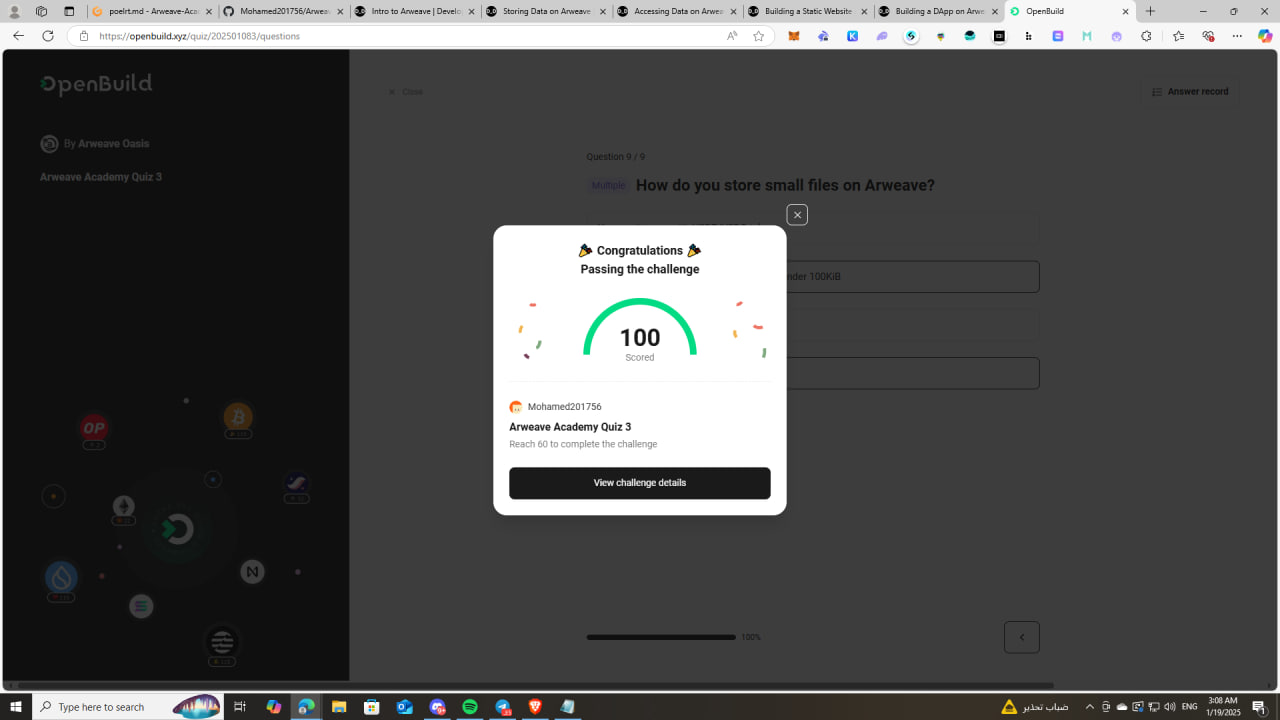 poelrn - Arweave-Aca
Mohamed201756/Arweav
Intro to Arweave | Develo
Storing Data on Arweave
Accessing Data on Arwea
Building a Static Website
Building a DApp on Arwe
OpenBuild
https://openbuild.xyz/quiz/202501083/questions
OpenBuild
By Arweave Oasis
Arweave Academy Quiz 3
Close
Answer record
Question 9 / 9
Multiple How do you store small files on Arweave?
nder 100KiB
Congratulations
Passing the challenge
100
Scored
Mohamed201756
Arweave Academy Quiz 3
Reach 60 to complete the challenge
View challenge details
OP
100%
Type here to search
ضباب تحذير
ENG
3:08 AM
1/19/2025